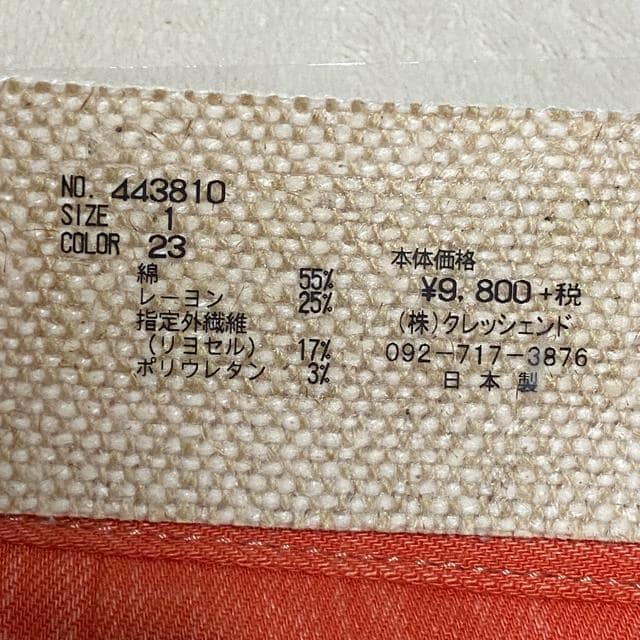 NO. 443810
SIZE 1
COLOR 23
綿 55%
レーヨン 25%
指定外繊維
(リヨセル) 17%
ポリウレタン 3%
本体価格
¥9,800+税
(株)クレッシェンド
092-717-3876
日本製